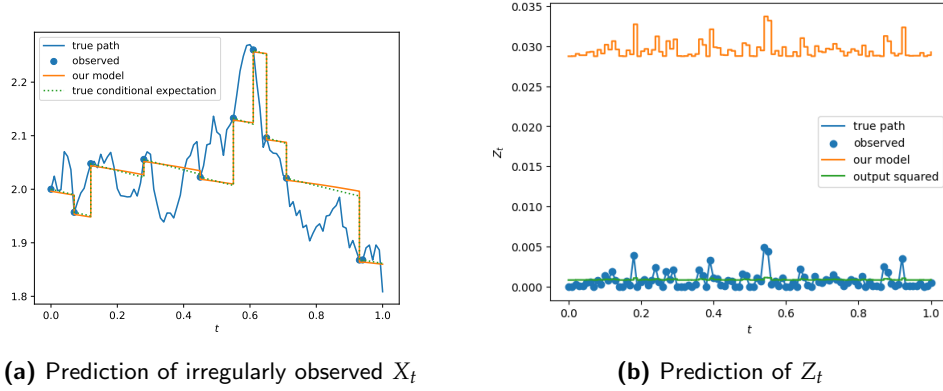 true path
observed
our model
true conditional expectation
2.2
2.1
2.0
1.9
1.8
0.0 0.2 0.4 0.6 0.8 1.0
t
(a) Prediction of irregularly observed X_t
0.035
0.030
0.025
0.020
0.015
0.010
0.005
0.000
z_t
true path
observed
our model
output squared
0.0 0.2 0.4 0.6 0.8 1.0
t
(b) Prediction of Z_t